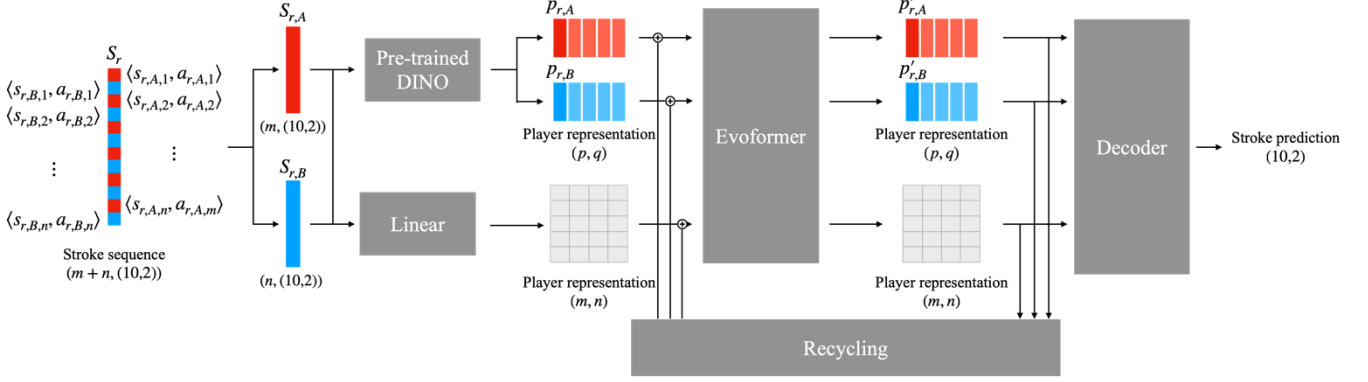 S_r
⟨s_{r,A,1}, a_{r,A,1}⟩
⟨s_{r,B,1}, a_{r,B,1}⟩
⟨s_{r,A,2}, a_{r,A,2}⟩
⟨s_{r,B,2}, a_{r,B,2}⟩
⋮
⋮
⟨s_{r,A,n}, a_{r,A,m}⟩
⟨s_{r,B,n}, a_{r,B,n}⟩
Stroke sequence
(m + n, (10,2))
S_{r,A}
(m, (10,2))
S_{r,B}
(n, (10,2))
Pre-trained
DINO
Linear
p_{r,A}
p_{r,B}
Player representation
(p, q)
Player representation
(m, n)
Evoformer
p'_{r,A}
p'_{r,B}
Player representation
(p, q)
Player representation
(m, n)
Recycling
Decoder
Stroke prediction
(10,2)